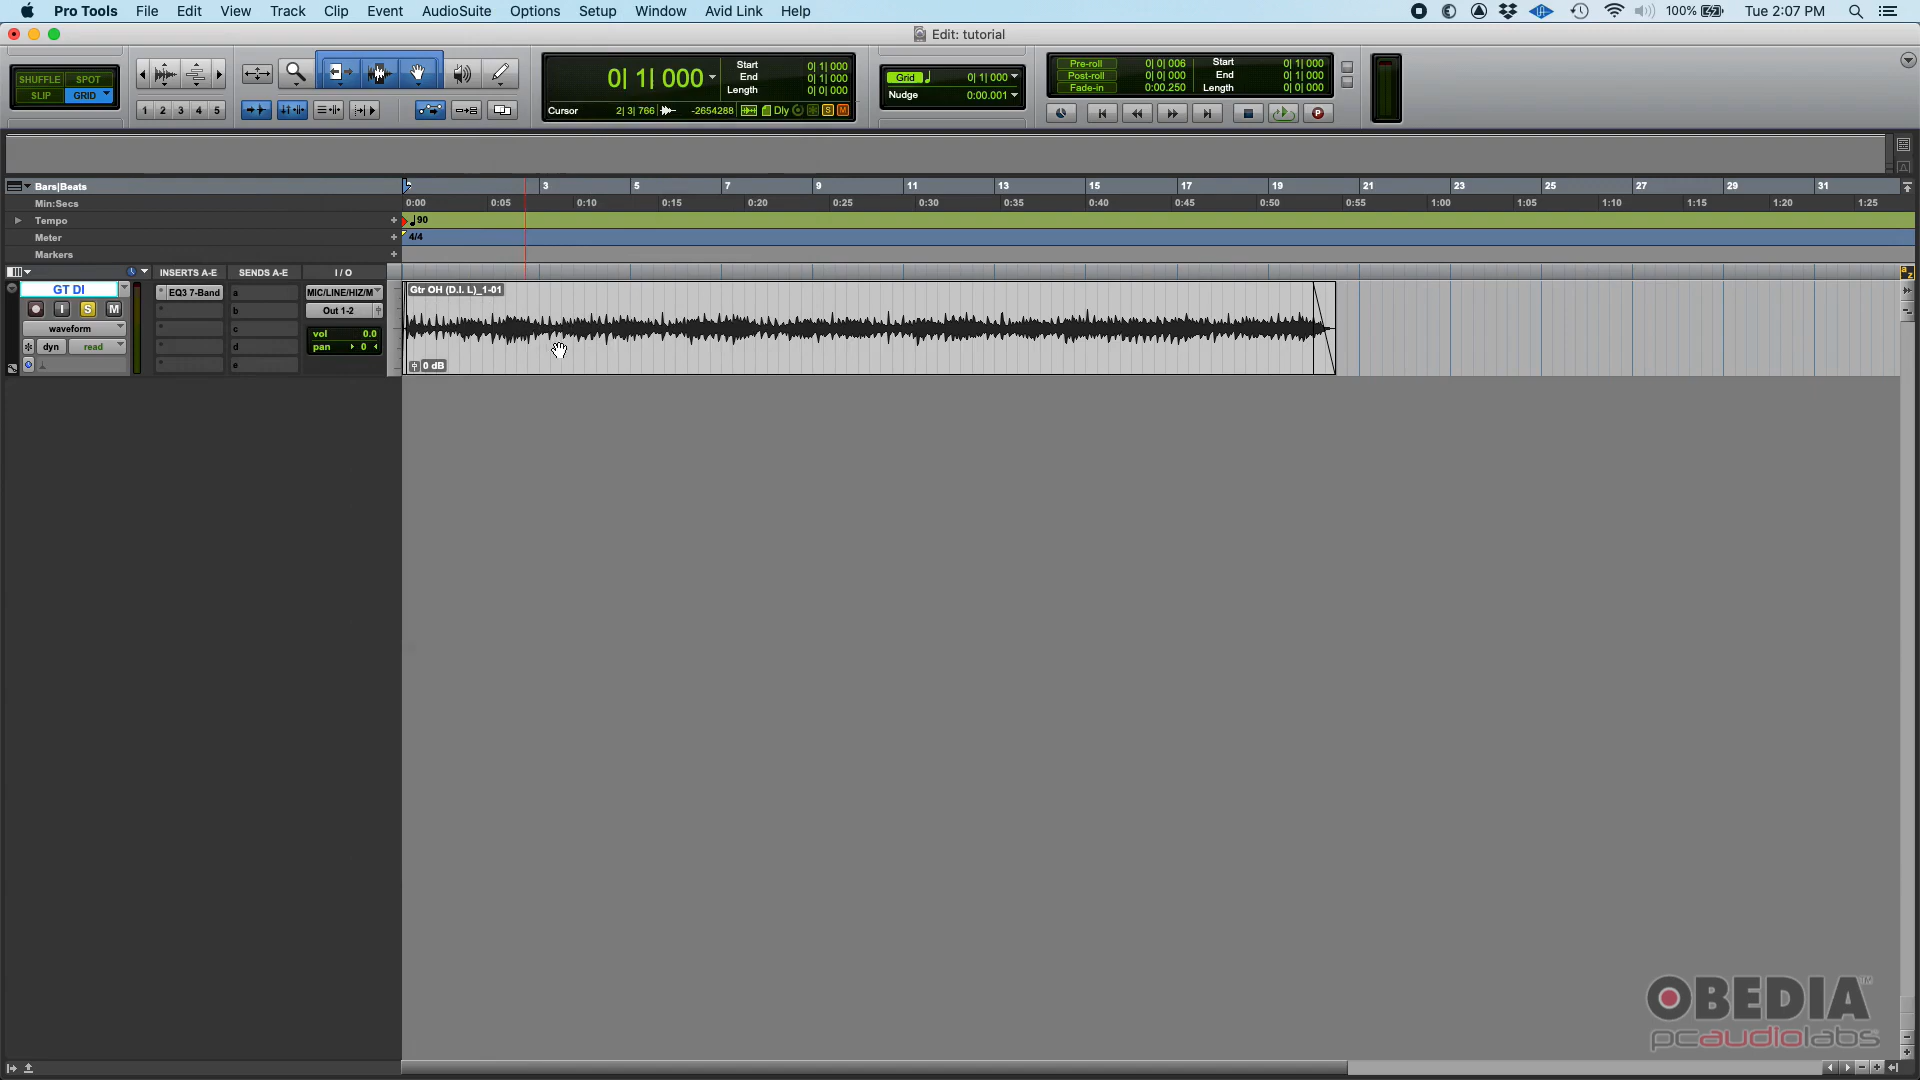 Pro Tools File Edit View Track Clip Event AudioSuite Options Setup Window Avid Link Help 100% Tue 2:07 PM
Edit: tutorial
SHUFFLE SPOT
SLIP GRID
1 2 3 4 5
0| 1| 000
Start 0| 1| 000
End 0| 1| 000
Length 0| 0| 000
Cursor 2| 3| 766 -2654288 Dly S M
Grid 0| 1| 000
Nudge 0:00.001
Pre-roll 0| 0| 006
Post-roll 0| 0| 000
Fade-in 0:00.250
Start 0| 1| 000
End 0| 1| 000
Length 0| 0| 000
Bars|Beats 3 5 7 9 11 13 15 17 19 21 23 25 27 29 31
Min:Secs 0:00 0:05 0:10 0:15 0:20 0:25 0:30 0:35 0:40 0:45 0:50 0:55 1:00 1:05 1:10 1:15 1:20 1:25
Tempo + 90
Meter + 4/4
Markers +
INSERTS A-E SENDS A-E I / O
a z
GT DI EQ3 7-Band a MIC/LINE/HIZ/M Gtr OH (D.I. L)_1-01
I S M b Out 1-2
waveform c vol 0.0
dyn read d pan 0
e 0 dB
OBEDIA™
pcaudiolabs